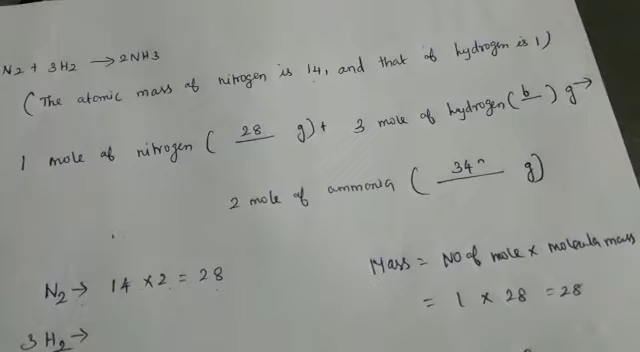 N2 + 3H2 → 2NH3
(The atomic mass of nitrogen is 14, and that of hydrogen is 1)
1 mole of nitrogen ( 28 g) + 3 mole of hydrogen ( 6 ) g →
2 mole of ammonia ( 34 g)
N2 → 14 × 2 = 28
Mass = NO of mole × molecula mass
= 1 × 28 = 28
3 H2 →